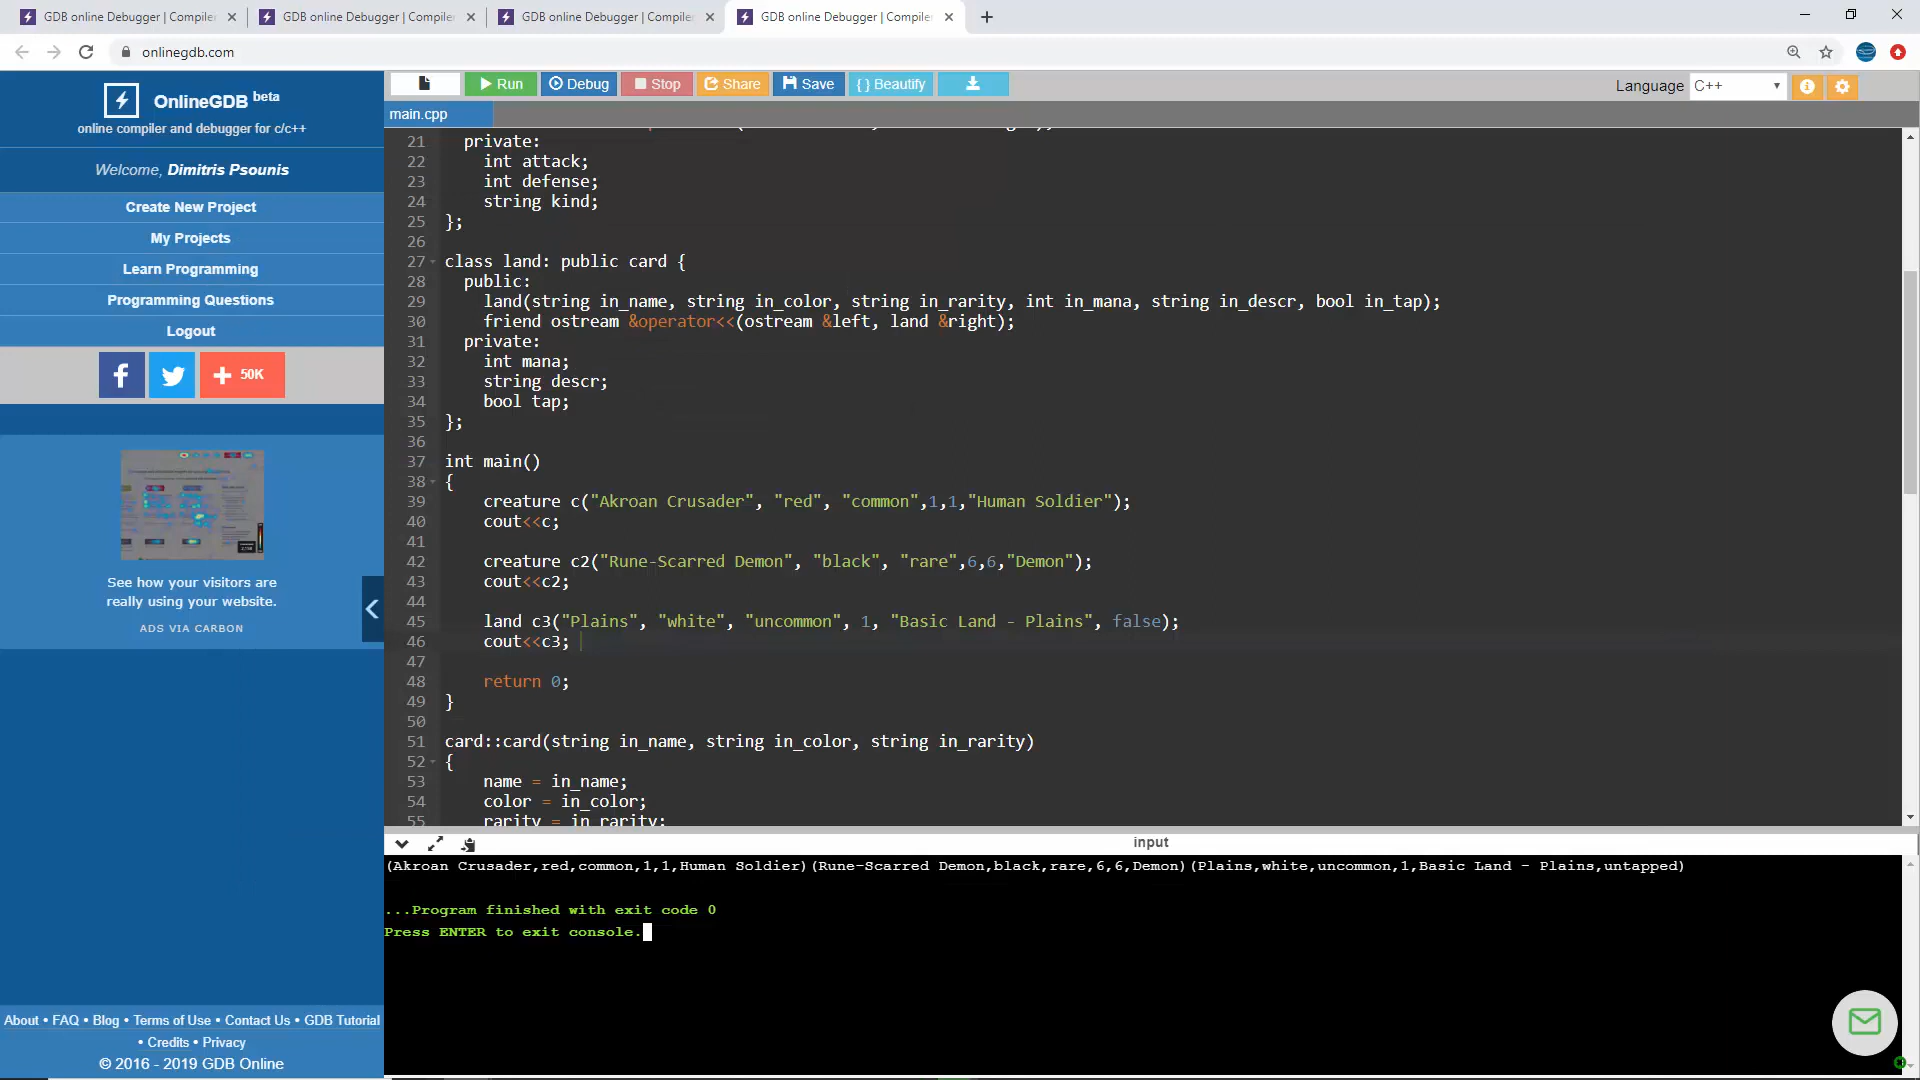 GDB online Debugger | Compiler
GDB online Debugger | Compiler
GDB online Debugger | Compiler
GDB online Debugger | Compiler
onlinegdb.com
OnlineGDB beta
online compiler and debugger for c/c++
Welcome, Dimitris Psounis
Create New Project
My Projects
Learn Programming
Programming Questions
Logout
50K
See how your visitors are
really using your website.
ADS VIA CARBON
About • FAQ • Blog • Terms of Use • Contact Us • GDB Tutorial
• Credits • Privacy
© 2016 - 2019 GDB Online
Run Debug Stop Share Save { } Beautify
Language C++
main.cpp
21 private:
22 int attack;
23 int defense;
24 string kind;
25 };
26
27 class land: public card {
28 public:
29 land(string in_name, string in_color, string in_rarity, int in_mana, string in_descr, bool in_tap);
30 friend ostream &operator<<(ostream &left, land &right);
31 private:
32 int mana;
33 string descr;
34 bool tap;
35 };
36
37 int main()
38 {
39 creature c("Akroan Crusader", "red", "common",1,1,"Human Soldier");
40 cout<<c;
41
42 creature c2("Rune-Scarred Demon", "black", "rare",6,6,"Demon");
43 cout<<c2;
44
45 land c3("Plains", "white", "uncommon", 1, "Basic Land - Plains", false);
46 cout<<c3;
47
48 return 0;
49 }
50
51 card::card(string in_name, string in_color, string in_rarity)
52 {
53 name = in_name;
54 color = in_color;
55 rarity = in_rarity;
input
(Akroan Crusader,red,common,1,1,Human Soldier)(Rune-Scarred Demon,black,rare,6,6,Demon)(Plains,white,uncommon,1,Basic Land - Plains,untapped)
...Program finished with exit code 0
Press ENTER to exit console.